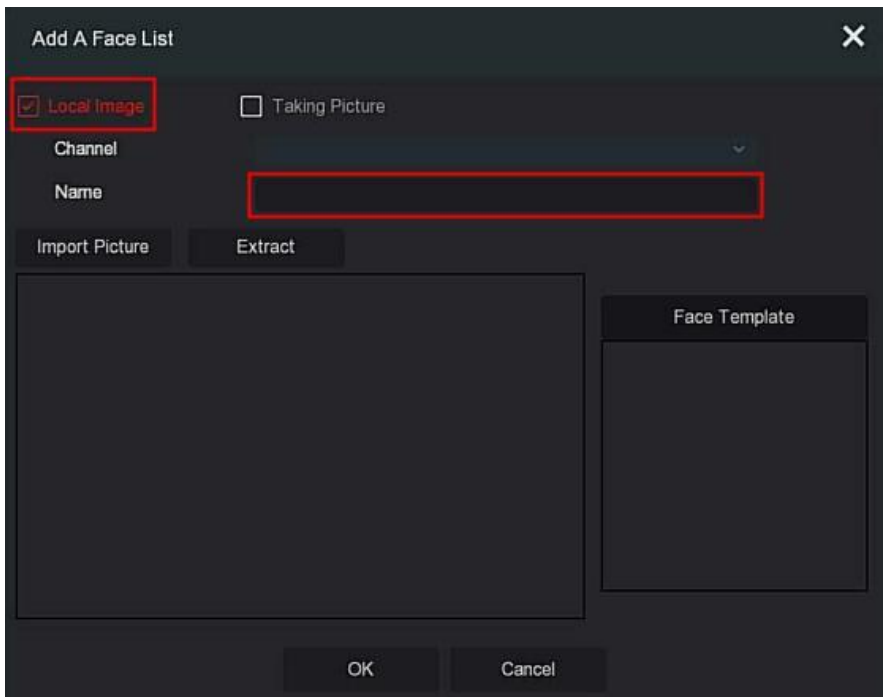 Add A Face List
Local Image Taking Picture
Channel
Name
Import Picture Extract
Face Template
OK Cancel